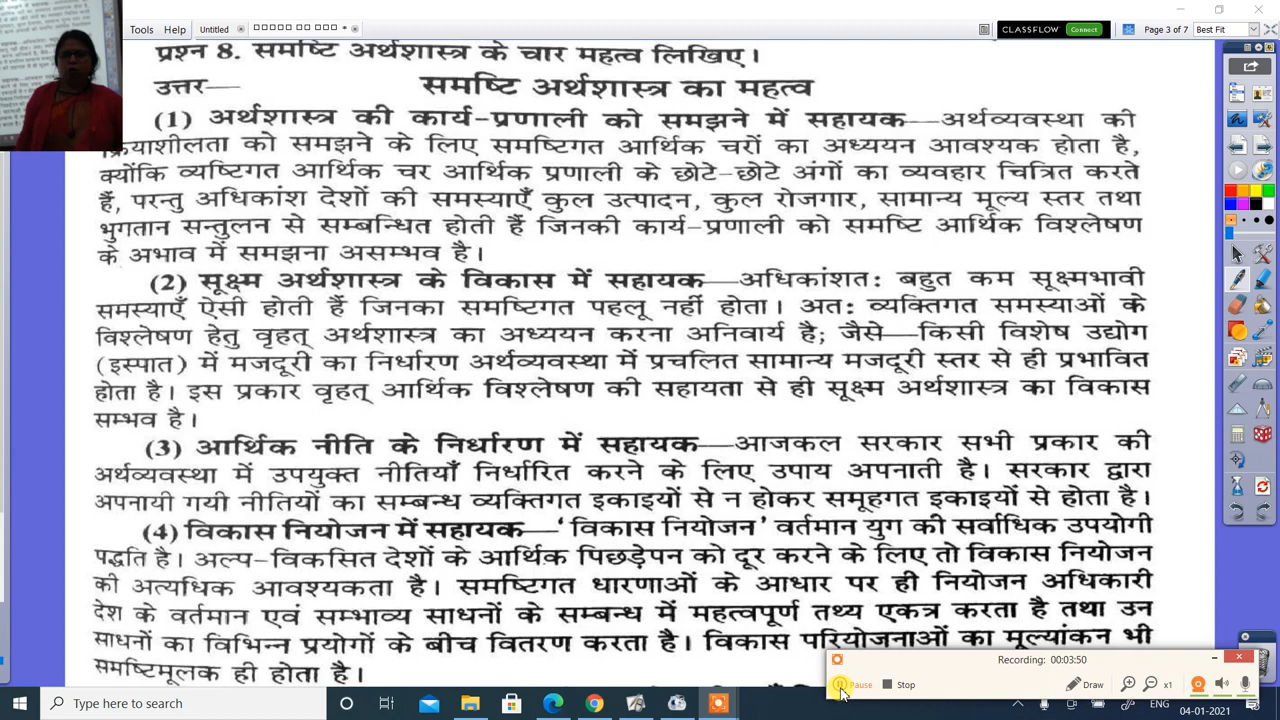 Tools Help Untitled
CLASSFLOW Connect Page 3 of 7 Best Fit
प्रश्न 8. समष्टि अर्थशास्त्र के चार महत्व लिखिए।
उत्तर— समष्टि अर्थशास्त्र का महत्व
(1) अर्थशास्त्र की कार्य-प्रणाली को समझने में सहायक—अर्थव्यवस्था की
क्रियाशीलता को समझने के लिए समष्टिगत आर्थिक चरों का अध्ययन आवश्यक होता है,
क्योंकि व्यष्टिगत आर्थिक चर आर्थिक प्रणाली के छोटे-छोटे अंगों का व्यवहार चित्रित करते
हैं, परन्तु अधिकांश देशों की समस्याएँ कुल उत्पादन, कुल रोजगार, सामान्य मूल्य स्तर तथा
भुगतान सन्तुलन से सम्बन्धित होती हैं जिनकी कार्य-प्रणाली को समष्टि आर्थिक विश्लेषण
के अभाव में समझना असम्भव है।
(2) सूक्ष्म अर्थशास्त्र के विकास में सहायक—अधिकांशतः बहुत कम सूक्ष्मभावी
समस्याएँ ऐसी होती हैं जिनका समष्टिगत पहलू नहीं होता। अतः व्यक्तिगत समस्याओं के
विश्लेषण हेतु वृहत् अर्थशास्त्र का अध्ययन करना अनिवार्य है; जैसे—किसी विशेष उद्योग
(इस्पात) में मजदूरी का निर्धारण अर्थव्यवस्था में प्रचलित सामान्य मजदूरी स्तर से ही प्रभावित
होता है। इस प्रकार वृहत् आर्थिक विश्लेषण की सहायता से ही सूक्ष्म अर्थशास्त्र का विकास
सम्भव है।
(3) आर्थिक नीति के निर्धारण में सहायक—आजकल सरकार सभी प्रकार की
अर्थव्यवस्था में उपयुक्त नीतियाँ निर्धारित करने के लिए उपाय अपनाती है। सरकार द्वारा
अपनायी गयी नीतियों का सम्बन्ध व्यक्तिगत इकाइयों से न होकर समूहगत इकाइयों से होता है।
(4) विकास नियोजन में सहायक—‘विकास नियोजन’ वर्तमान युग की सर्वाधिक उपयोगी
पद्धति है। अल्प-विकसित देशों के आर्थिक पिछड़ेपन को दूर करने के लिए तो विकास नियोजन
की अत्यधिक आवश्यकता है। समष्टिगत धारणाओं के आधार पर ही नियोजन अधिकारी
देश के वर्तमान एवं सम्भाव्य साधनों के सम्बन्ध में महत्वपूर्ण तथ्य एकत्र करता है तथा उन
साधनों का विभिन्न प्रयोगों के बीच वितरण करता है। विकास परियोजनाओं का मूल्यांकन भी
समष्टिमूलक ही होता है।
Recording: 00:03:50
Pause Stop Draw x1
Type here to search ENG 04-01-2021